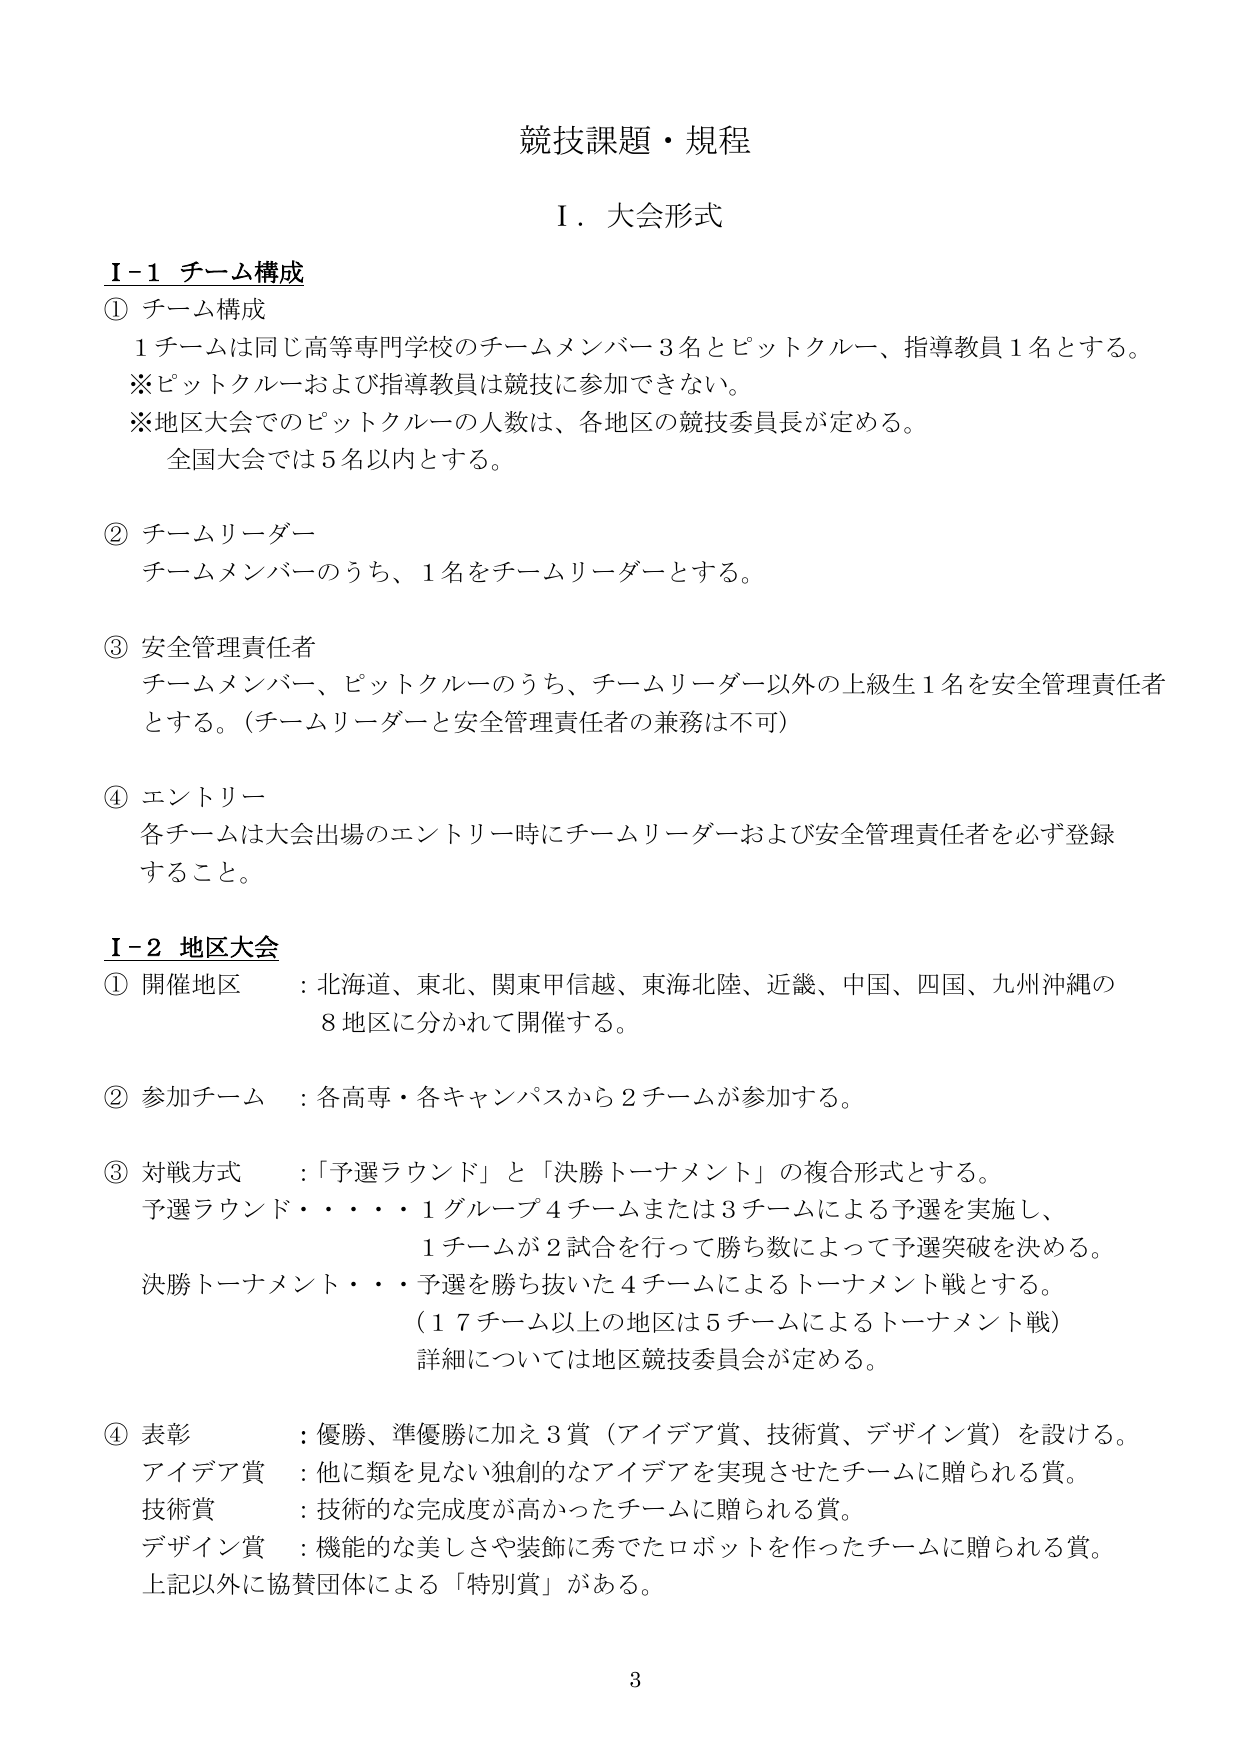 競技課題・規程
Ⅰ．大会形式
Ⅰ-１ チーム構成
① チーム構成
１チームは同じ高等専門学校のチームメンバー３名とピットクルー、指導教員１名とする。
※ピットクルーおよび指導教員は競技に参加できない。
※地区大会でのピットクルーの人数は、各地区の競技委員長が定める。
全国大会では５名以内とする。
② チームリーダー
チームメンバーのうち、１名をチームリーダーとする。
③ 安全管理責任者
チームメンバー、ピットクルーのうち、チームリーダー以外の上級生１名を安全管理責任者
とする。（チームリーダーと安全管理責任者の兼務は不可）
④ エントリー
各チームは大会出場のエントリー時にチームリーダーおよび安全管理責任者を必ず登録
すること。
Ⅰ-２ 地区大会
① 開催地区　：北海道、東北、関東甲信越、東海北陸、近畿、中国、四国、九州沖縄の
８地区に分かれて開催する。
② 参加チーム　：各高専・各キャンパスから２チームが参加する。
③ 対戦方式　：「予選ラウンド」と「決勝トーナメント」の複合形式とする。
予選ラウンド・・・・・１グループ４チームまたは３チームによる予選を実施し、
１チームが２試合を行って勝ち数によって予選突破を決める。
決勝トーナメント・・・予選を勝ち抜いた４チームによるトーナメント戦とする。
（１７チーム以上の地区は５チームによるトーナメント戦）
詳細については地区競技委員会が定める。
④ 表彰　：優勝、準優勝に加え３賞（アイデア賞、技術賞、デザイン賞）を設ける。
アイデア賞　：他に類を見ない独創的なアイデアを実現させたチームに贈られる賞。
技術賞　：技術的な完成度が高かったチームに贈られる賞。
デザイン賞　：機能的な美しさや装飾に秀でたロボットを作ったチームに贈られる賞。
上記以外に協賛団体による「特別賞」がある。
3